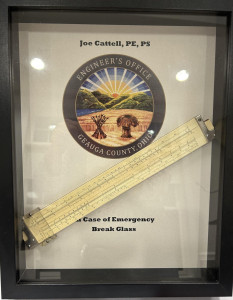 Joe Cattell, PE, PS
ENGINEER'S OFFICE
GEAUGA COUNTY OHIO
Case of Emergency
Break Glass